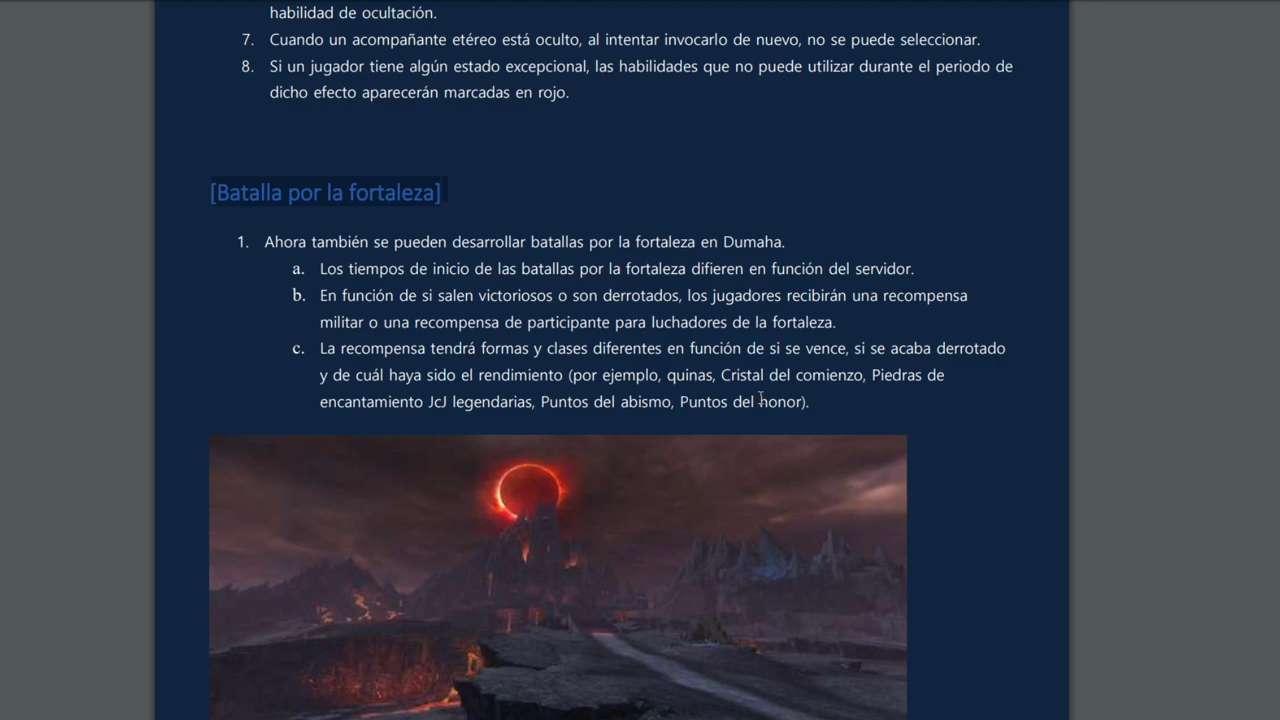 habilidad de ocultación.
7. Cuando un acompañante etéreo está oculto, al intentar invocarlo de nuevo, no se puede seleccionar.
8. Si un jugador tiene algún estado excepcional, las habilidades que no puede utilizar durante el periodo de
dicho efecto aparecerán marcadas en rojo.
[Batalla por la fortaleza]
1. Ahora también se pueden desarrollar batallas por la fortaleza en Dumaha.
a. Los tiempos de inicio de las batallas por la fortaleza difieren en función del servidor.
b. En función de si salen victoriosos o son derrotados, los jugadores recibirán una recompensa
militar o una recompensa de participante para luchadores de la fortaleza.
c. La recompensa tendrá formas y clases diferentes en función de si se vence, si se acaba derrotado
y de cuál haya sido el rendimiento (por ejemplo, quinas, Cristal del comienzo, Piedras de
encantamiento JcJ legendarias, Puntos del abismo, Puntos del honor).